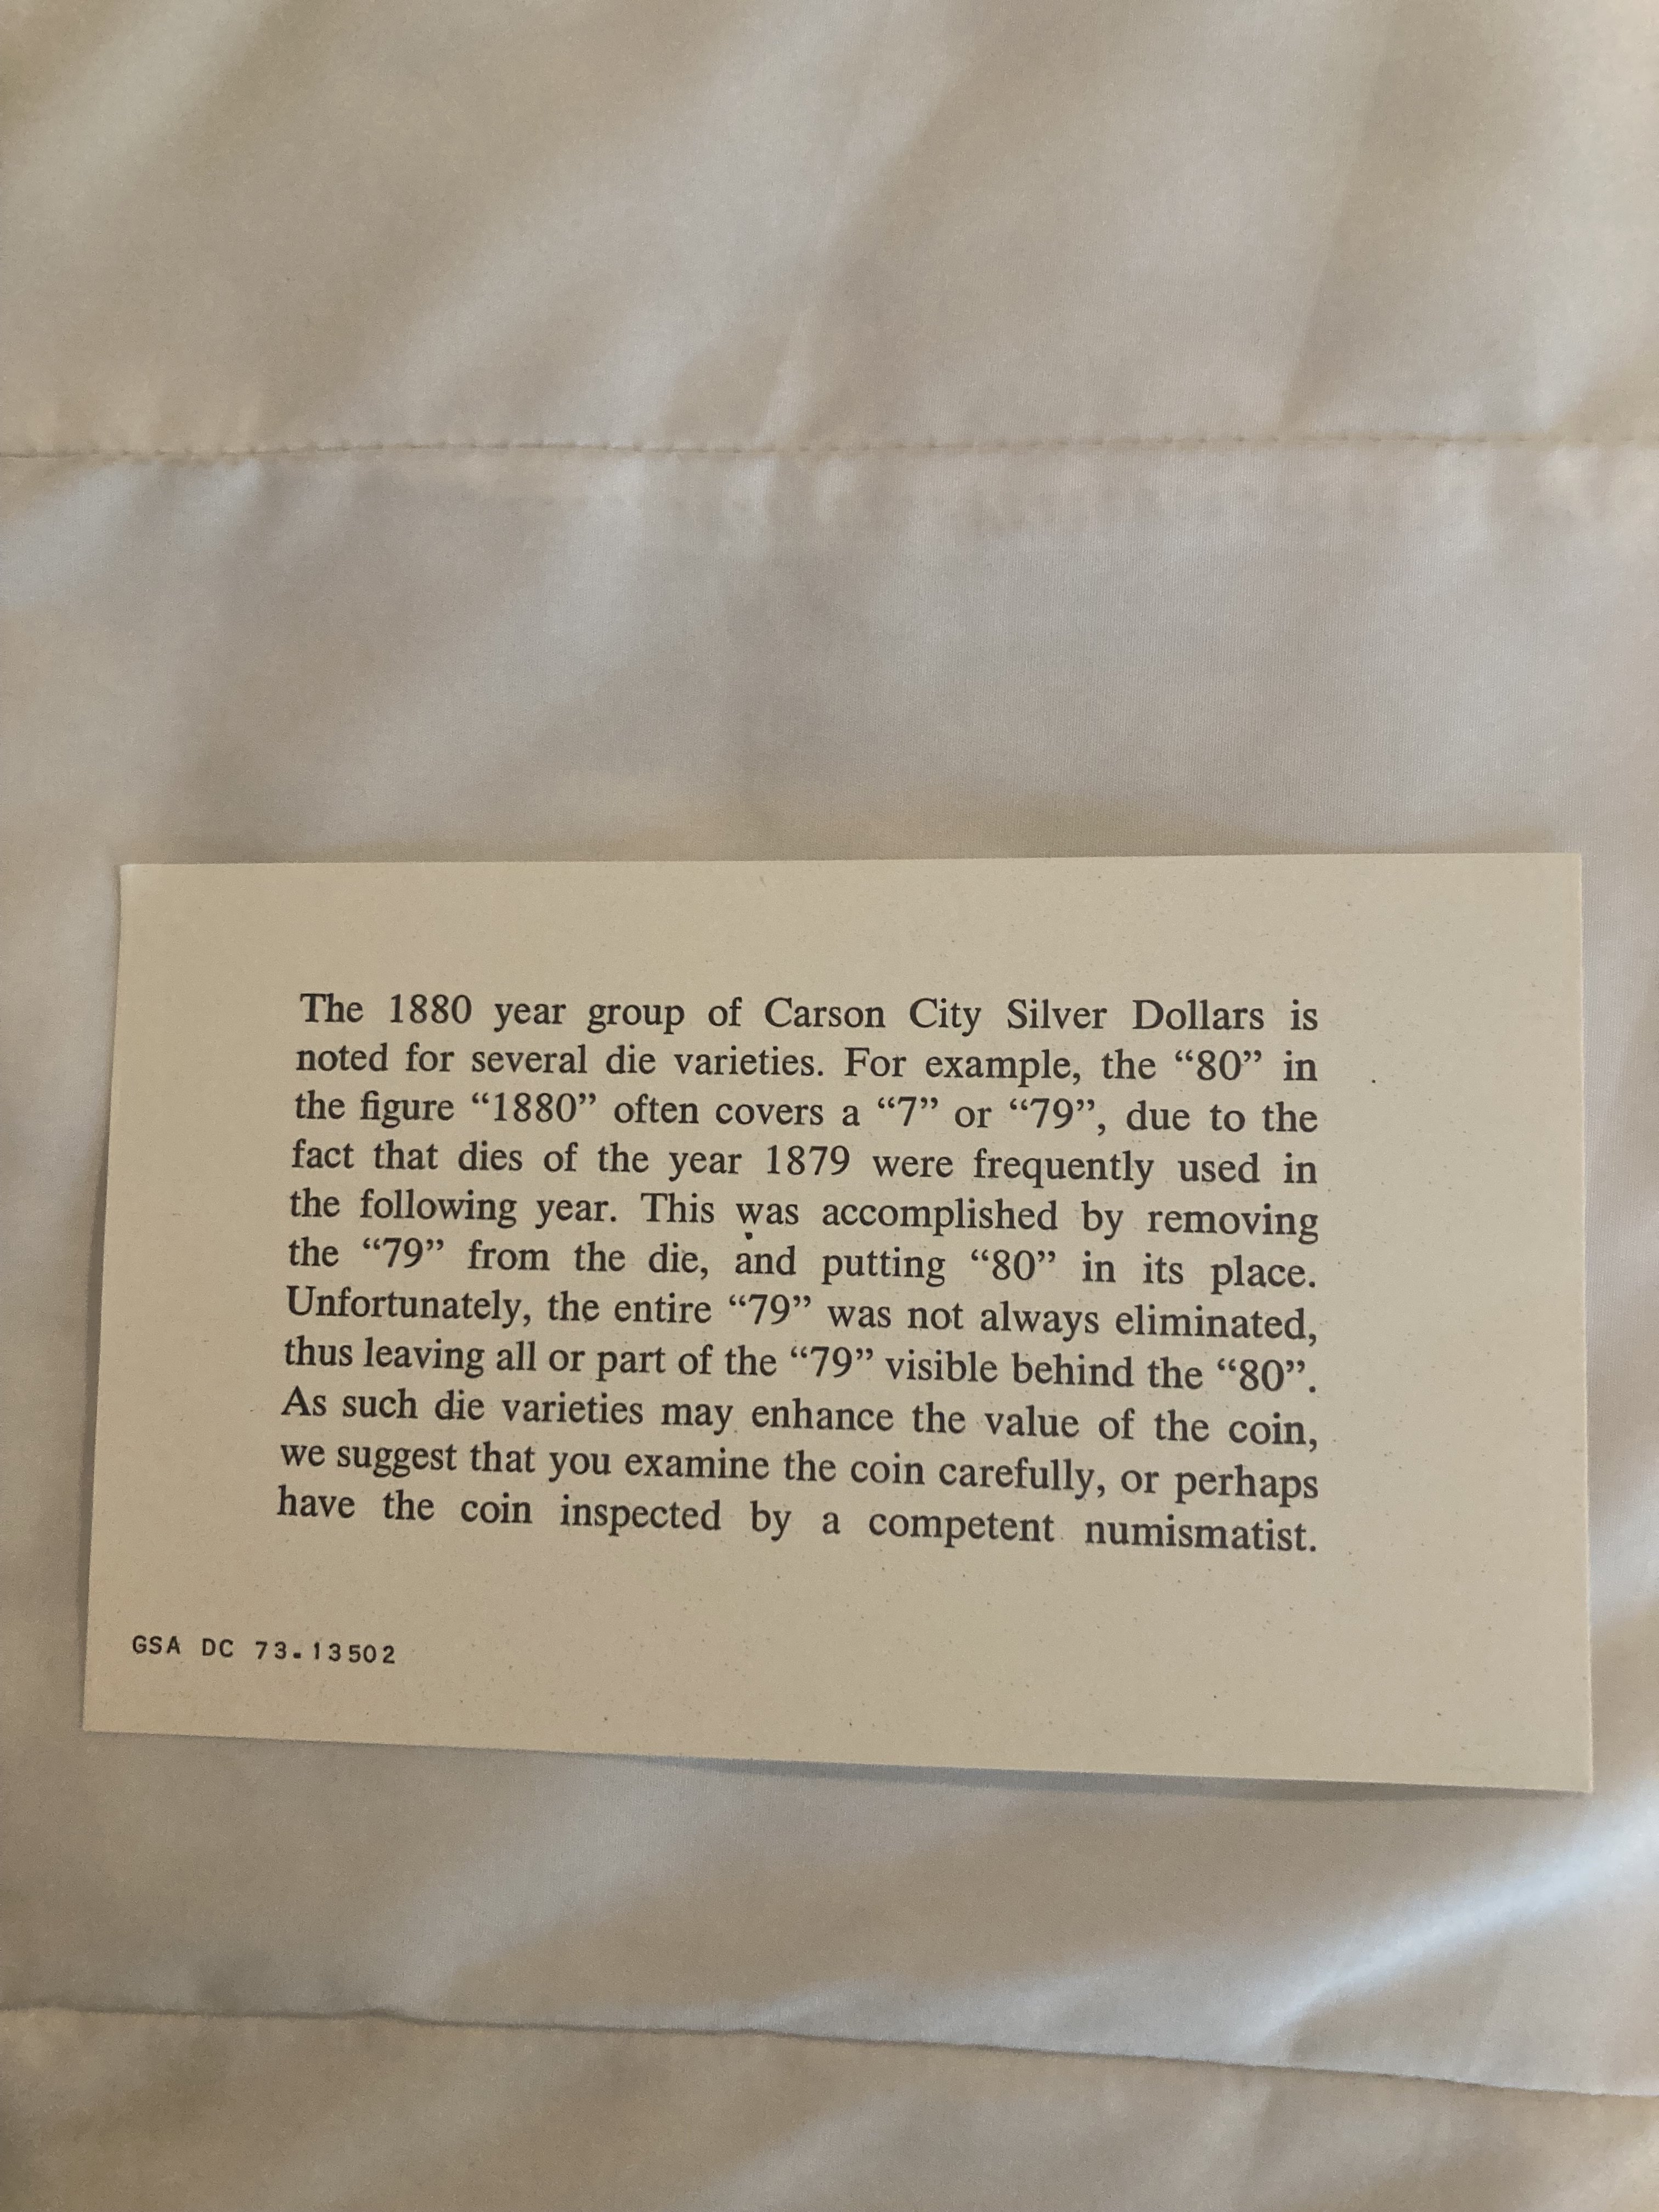 The 1880 year group of Carson City Silver Dollars is
noted for several die varieties. For example, the “80” in
the figure “1880” often covers a “7” or “79”, due to the
fact that dies of the year 1879 were frequently used in
the following year. This was accomplished by removing
the “79” from the die, and putting “80” in its place.
Unfortunately, the entire “79” was not always eliminated,
thus leaving all or part of the “79” visible behind the “80”.
As such die varieties may enhance the value of the coin,
we suggest that you examine the coin carefully, or perhaps
have the coin inspected by a competent numismatist.
GSA DC 73.13502